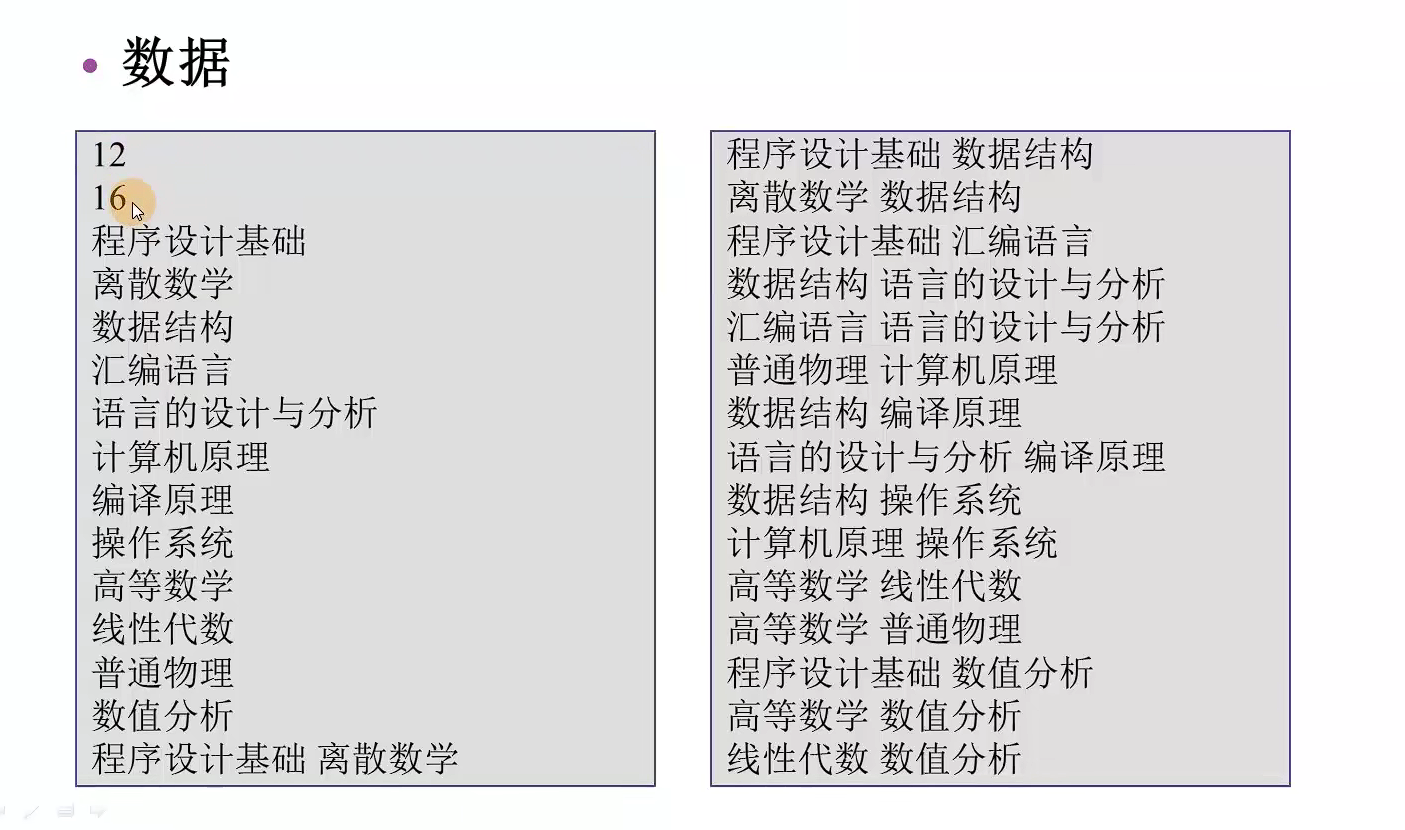 数据
12
16
程序设计基础
离散数学
数据结构
汇编语言
语言的设计与分析
计算机原理
编译原理
操作系统
高等数学
线性代数
普通物理
数值分析
程序设计基础 离散数学
程序设计基础 数据结构
离散数学 数据结构
程序设计基础 汇编语言
数据结构 语言的设计与分析
汇编语言 语言的设计与分析
普通物理 计算机原理
数据结构 编译原理
语言的设计与分析 编译原理
数据结构 操作系统
计算机原理 操作系统
高等数学 线性代数
高等数学 普通物理
程序设计基础 数值分析
高等数学 数值分析
线性代数 数值分析